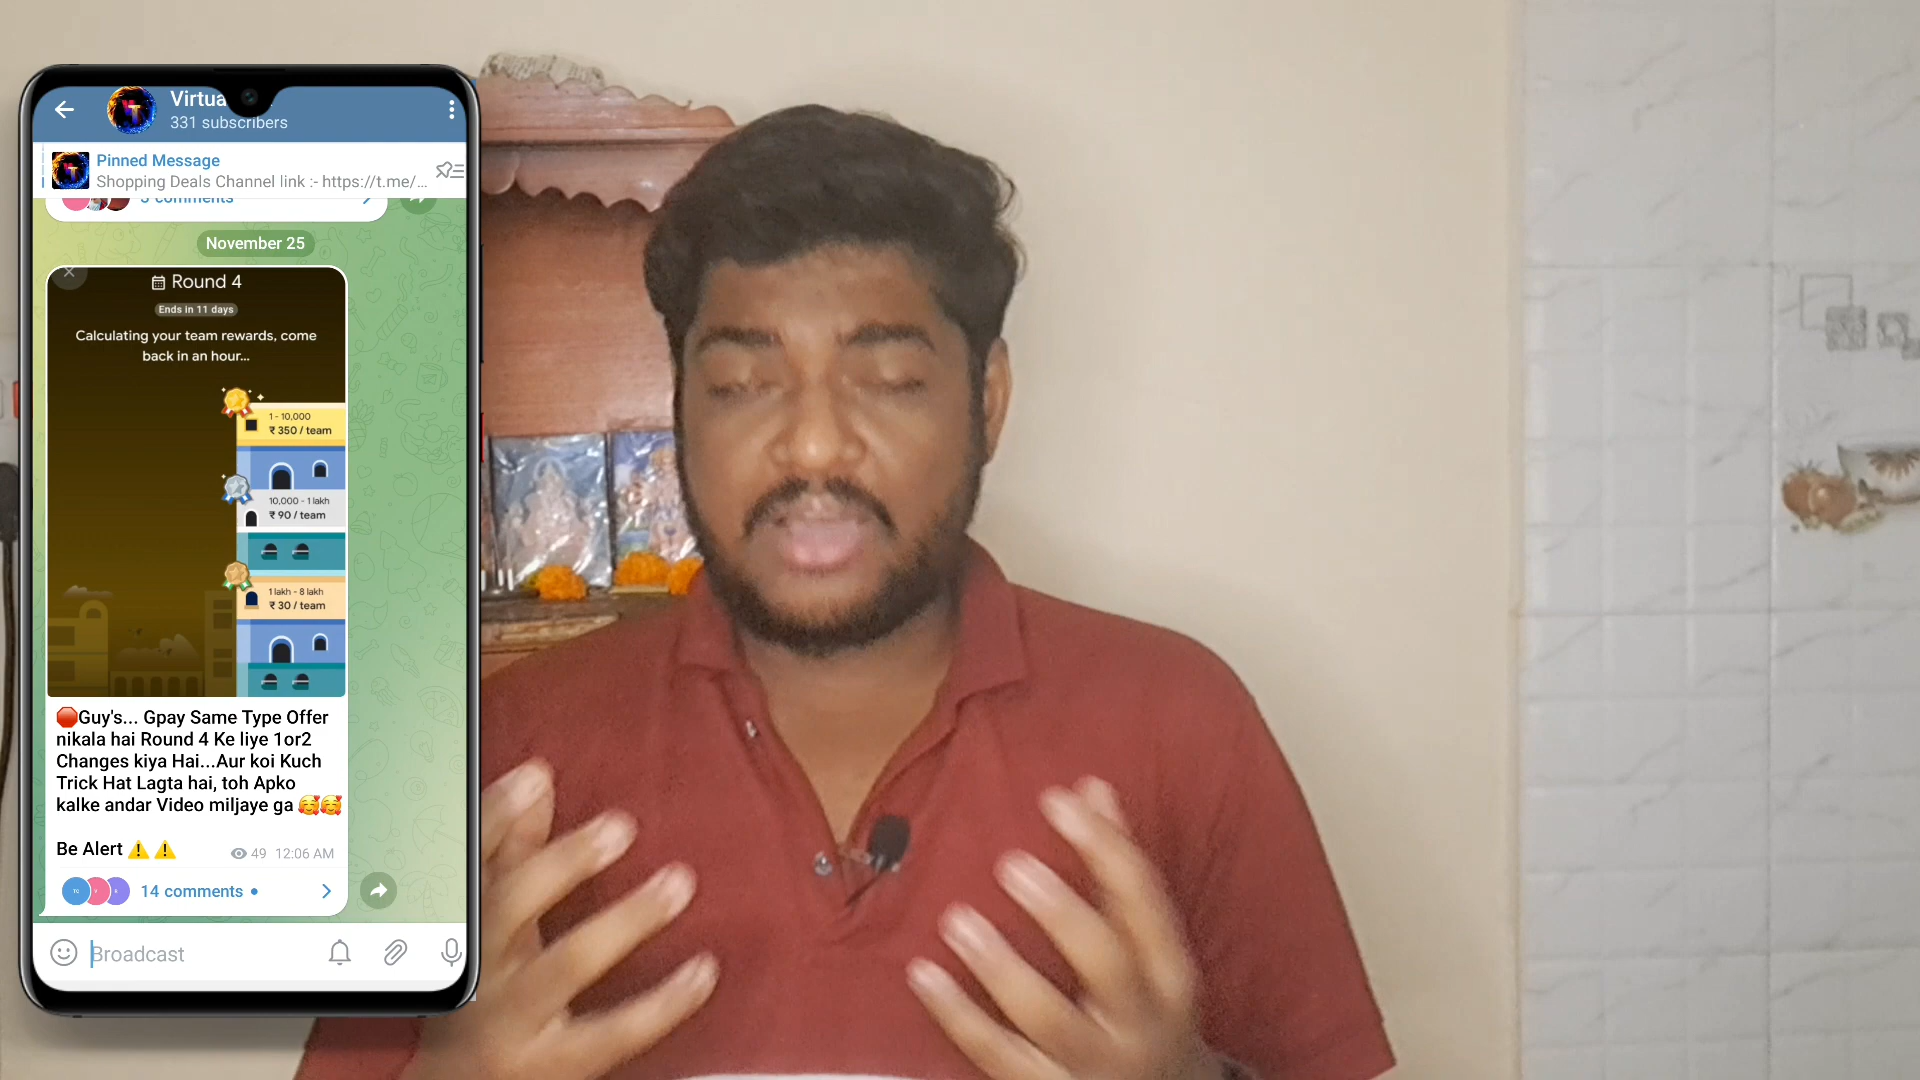 331 subscribers
Pinned Message
Shopping Deals Channel link :- https://t.me/...
comments
November 25
Round 4
Ends in 11 days
Calculating your team rewards, come
back in an hour...
1 - 10,000
₹ 350 / team
10,000 - 1 lakh
₹ 90 / team
1 lakh - 8 lakh
₹ 30 / team
🛑Guy's... Gpay Same Type Offer
nikala hai Round 4 Ke liye 1or2
Changes kiya Hai...Aur koi Kuch
Trick Hat Lagta hai, toh Apko
kalke andar Video miljaye ga 🥰🥰
Be Alert ⚠️ ⚠️
49 12:06 AM
14 comments
Broadcast